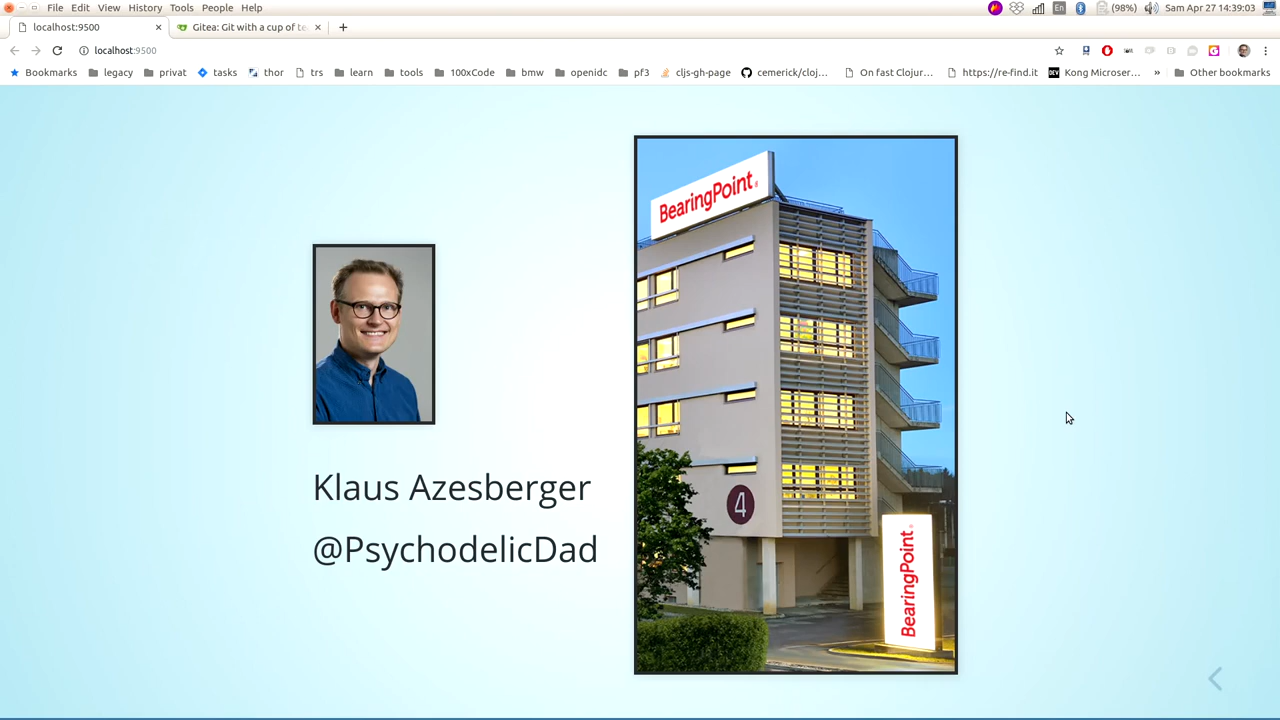 File Edit View History Tools People Help
En (98%) Sam Apr 27 14:39:03
localhost:9500
Gitea: Git with a cup of te
localhost:9500
Bookmarks legacy privat tasks thor trs learn tools 100xCode bmw openidc pf3 cljs-gh-page cemerick/cloj... On fast Clojur... https://re-find.it DEV Kong Microser... » Other bookmarks
BearingPoint.
Klaus Azesberger
@PsychodelicDad
4
BearingPoint.